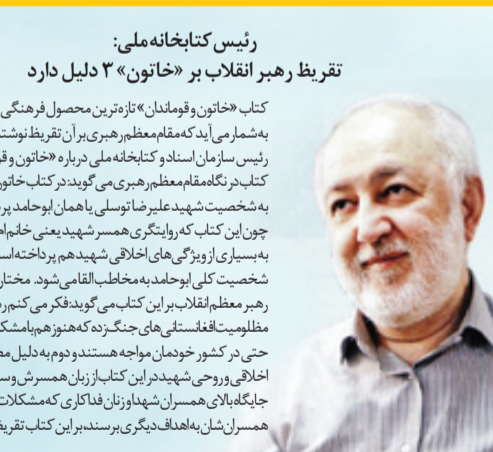 رئیس کتابخانه‌ملی:
تقریظ رهبر انقلاب بر «خاتون» ۳ دلیل دارد
کتاب «خاتون و قوماندان» تازه‌ترین محصول فرهنگی
به‌شمار می‌آید که مقام معظم رهبری بر آن تقریظ نوشت
رئیس سازمان اسناد و کتابخانه ملی درباره «خاتون و قو
کتاب در نگاه مقام معظم رهبری می گوید: در کتاب خاتون
به شخصیت شهید علیرضا توسلی یا همان ابوحامد پر
چون این کتاب که روایتگری همسر شهید یعنی خانم ام
به بسیاری از ویژگی های اخلاقی شهید هم پرداخته اس
شخصیت کلی ابوحامد به مخاطب القا می شود. مختار
رهبر معظم انقلاب بر این کتاب می گوید: فکر می کنم ر
مظلومیت افغانستانی های جنگ‌زده که هنوز هم با مشک
حتی در کشور خودمان مواجه هستند و دوم به دلیل مع
اخلاقی و روحی شهید در این کتاب از زبان همسرش و س
جایگاه بالای همسران شهدا و زنان فداکاری که مشکلات
همسران‌شان به اهداف دیگری برسند، بر این کتاب تقریظ